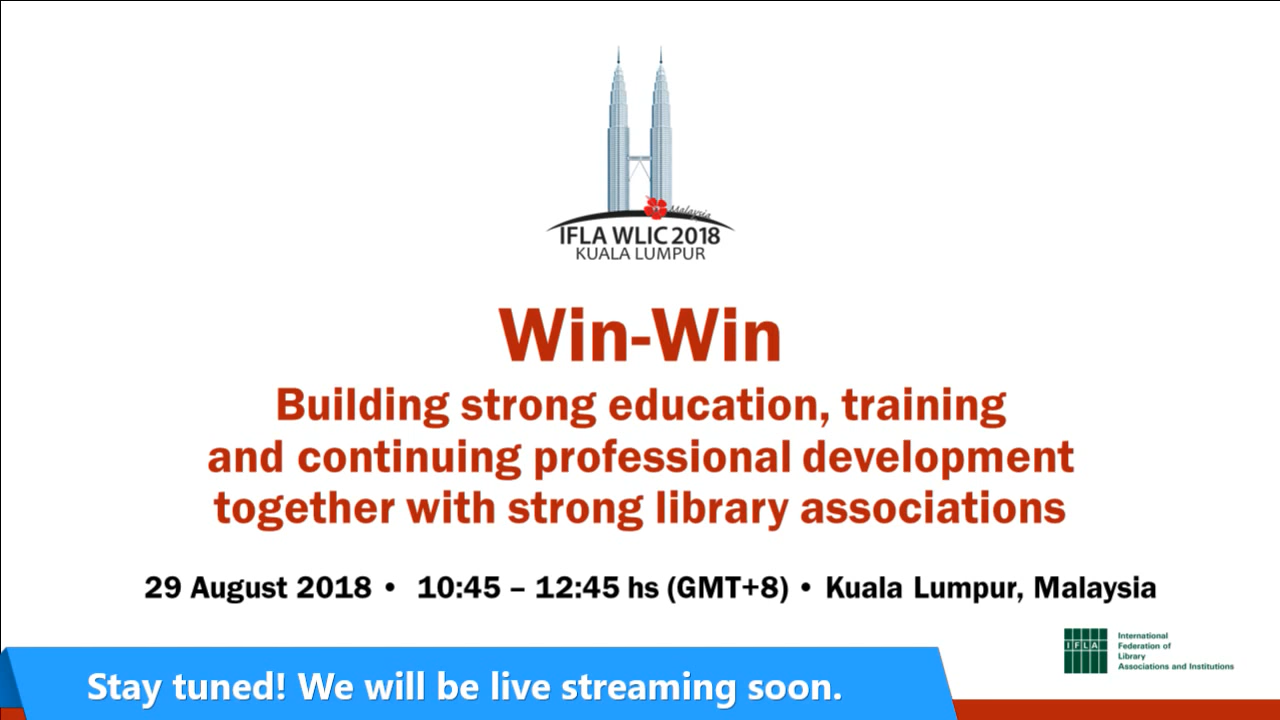 Malaysia
IFLA WLIC 2018
KUALA LUMPUR
Win-Win
Building strong education, training
and continuing professional development
together with strong library associations
29 August 2018 • 10:45 – 12:45 hs (GMT+8) • Kuala Lumpur, Malaysia
IFLA
International
Federation of
Library
Associations and Institutions
Stay tuned! We will be live streaming soon.